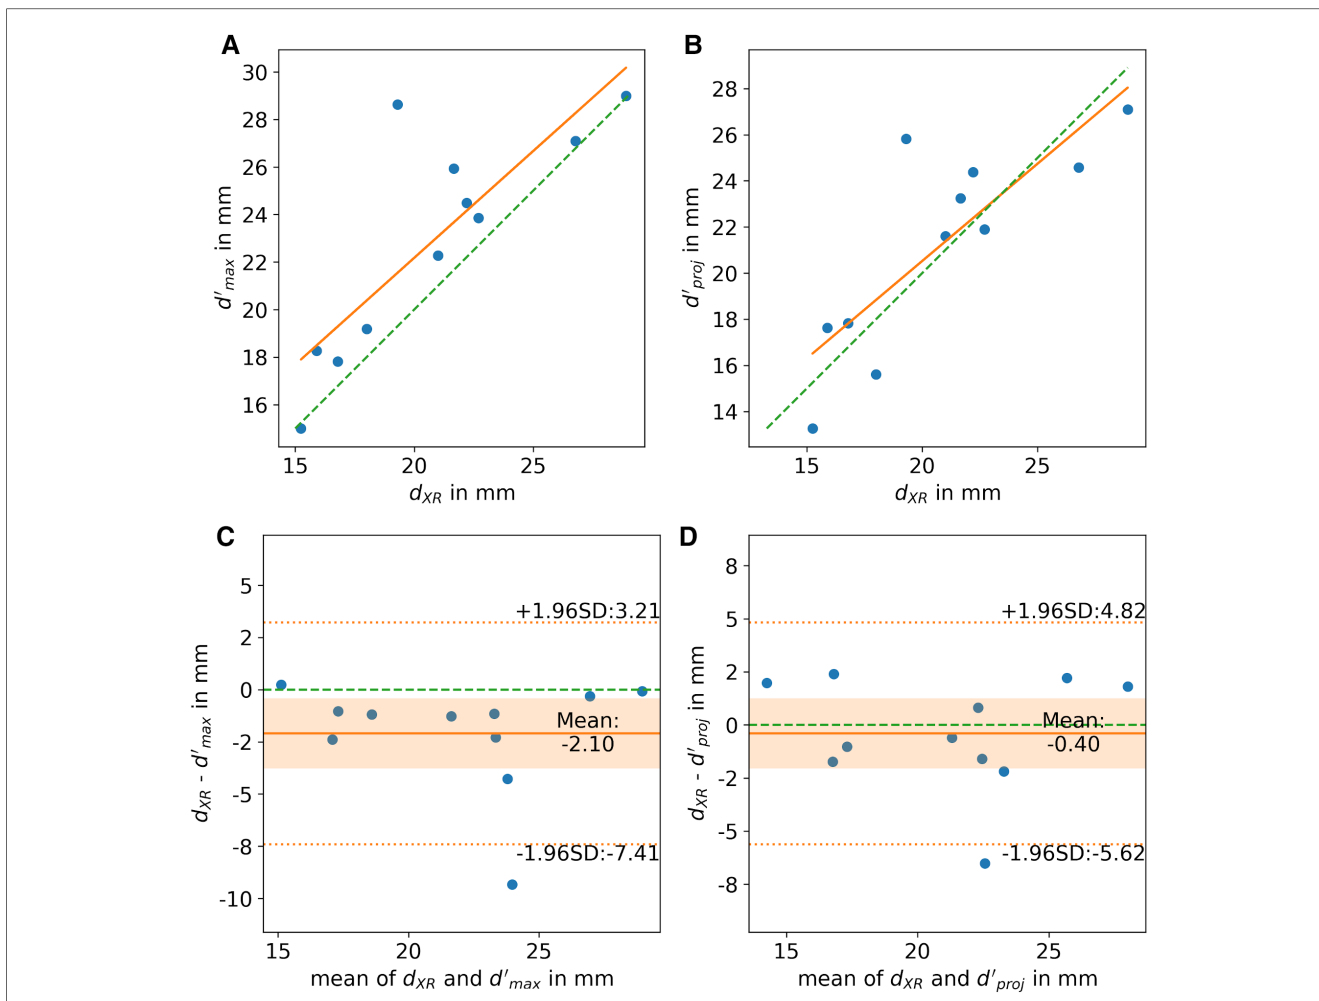 A
30
28
26
24
22
20
18
16
15
20
25
d'max in mm
dXR in mm
B
28
26
24
22
20
18
16
14
15
20
25
d'proj in mm
dXR in mm
C
5
2
0
-2
-5
-8
-10
15
20
25
dXR - d'max in mm
+1.96SD:3.21
Mean:
-2.10
-1.96SD:-7.41
mean of dXR and d'max in mm
D
8
5
2
0
-2
-5
-8
15
20
25
dXR - d'proj in mm
+1.96SD:4.82
Mean:
-0.40
-1.96SD:-5.62
mean of dXR and d'proj in mm